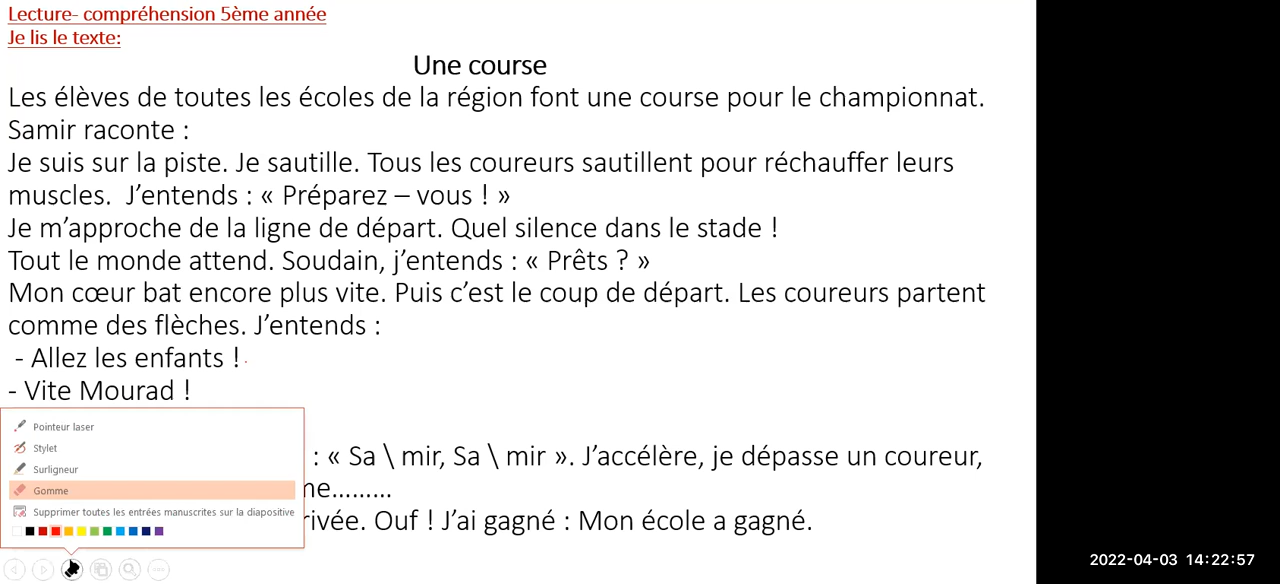 Lecture- compréhension 5ème année
Je lis le texte:
Une course
Les élèves de toutes les écoles de la région font une course pour le championnat.
Samir raconte :
Je suis sur la piste. Je sautille. Tous les coureurs sautillent pour réchauffer leurs
muscles.  J’entends : « Préparez – vous ! »
Je m’approche de la ligne de départ. Quel silence dans le stade !
Tout le monde attend. Soudain, j’entends : « Prêts ? »
Mon cœur bat encore plus vite. Puis c’est le coup de départ. Les coureurs partent
comme des flèches. J’entends :
- Allez les enfants !
- Vite Mourad !
: « Sa \ mir, Sa \ mir ». J’accélère, je dépasse un coureur,
Ouf ! J’ai gagné : Mon école a gagné.
Pointeur laser
Stylet
Surligneur
Gomme
Supprimer toutes les entrées manuscrites sur la diapositive
2022-04-03 14:22:57